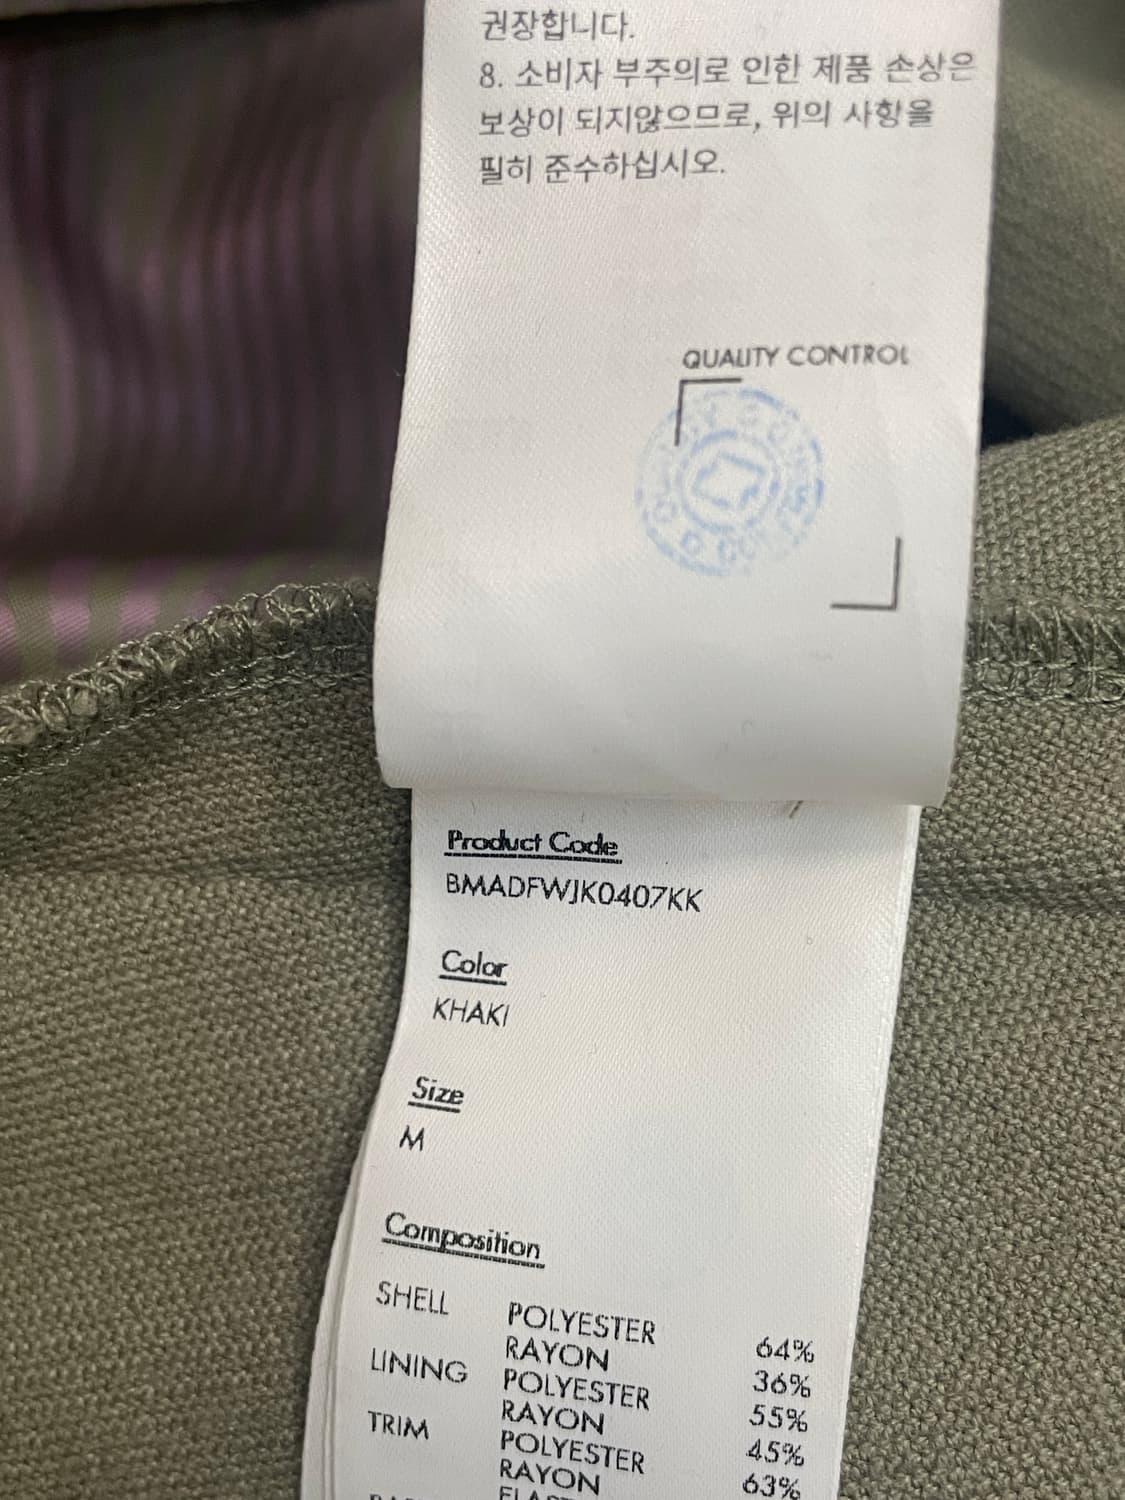 권장합니다.
8. 소비자 부주의로 인한 제품 손상은
보상이 되지않으므로, 위의 사항을
필히 준수하십시오.
QUALITY CONTROL
Product Code
BMADFWJK0407KK
Color
KHAKI
Size
M
Composition
SHELL POLYESTER 64%
RAYON 36%
LINING POLYESTER 55%
RAYON 45%
TRIM POLYESTER 63%
RAYON